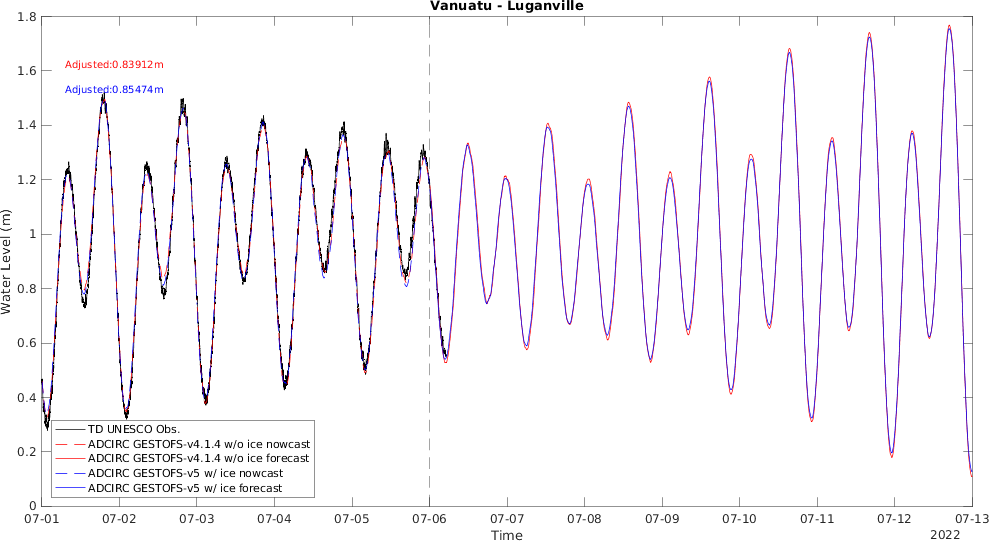 Vanuatu - Luganville
1.8
1.6
1.4
1.2
1
0.8
0.6
0.4
0.2
0
Water Level (m)
Adjusted:0.83912m
Adjusted:0.85474m
TD UNESCO Obs.
ADCIRC GESTOFS-v4.1.4 w/o ice nowcast
ADCIRC GESTOFS-v4.1.4 w/o ice forecast
ADCIRC GESTOFS-v5 w/ ice nowcast
ADCIRC GESTOFS-v5 w/ ice forecast
07-01 07-02 07-03 07-04 07-05 07-06 07-07 07-08 07-09 07-10 07-11 07-12 07-13
Time
2022